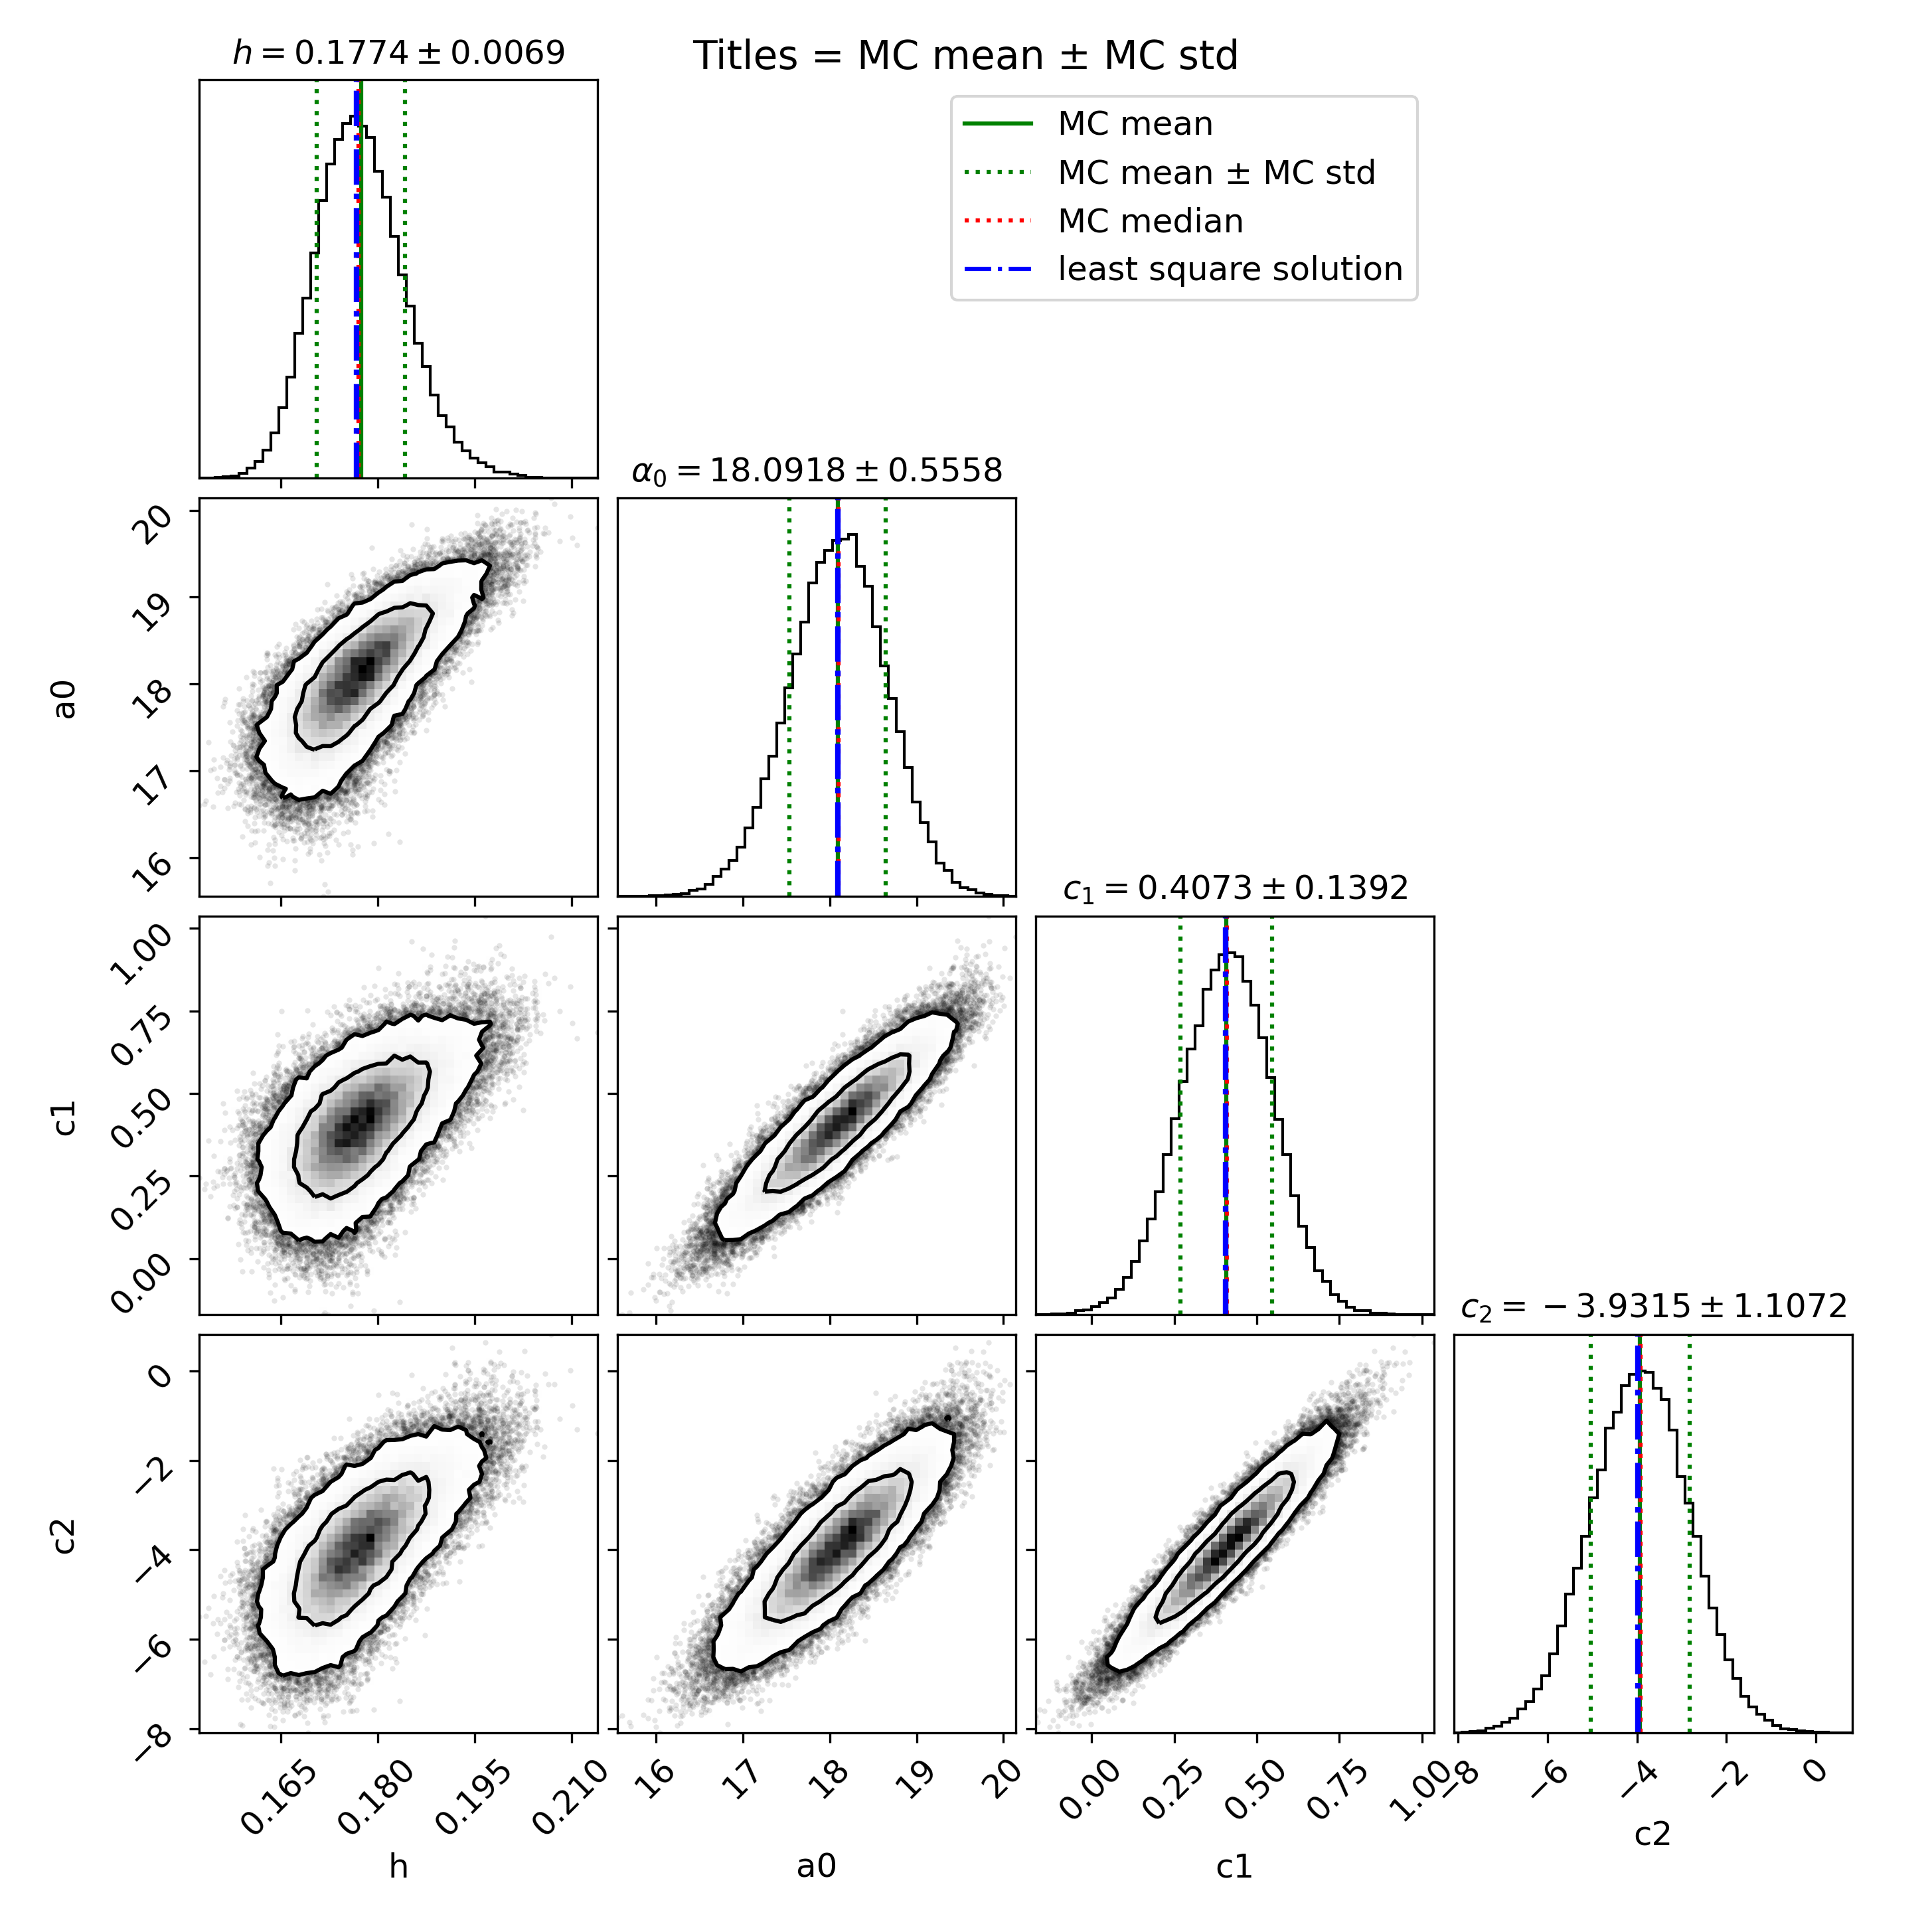 h = 0.1774 ± 0.0069
Titles = MC mean ± MC std
MC mean
MC mean ± MC std
MC median
least square solution
α₀ = 18.0918 ± 0.5558
20
19
18
17
16
a0
c₁ = 0.4073 ± 0.1392
1.00
0.75
0.50
0.25
0.00
c1
c₂ = −3.9315 ± 1.1072
0
−2
−4
−6
−8
c2
0.165 0.180 0.195 0.210 16 17 18 19 20 0.00 0.25 0.50 0.75 1.00 −8 −6 −4 −2 0
h a0 c1 c2